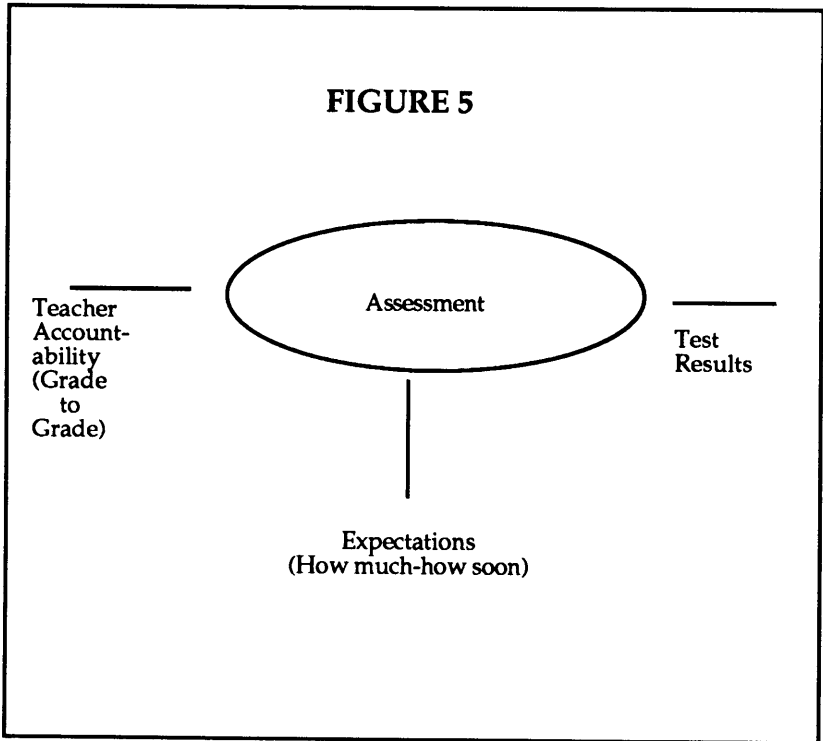 FIGURE 5
Assessment
Teacher
Account-
ability
(Grade
to
Grade)
Test
Results
Expectations
(How much-how soon)